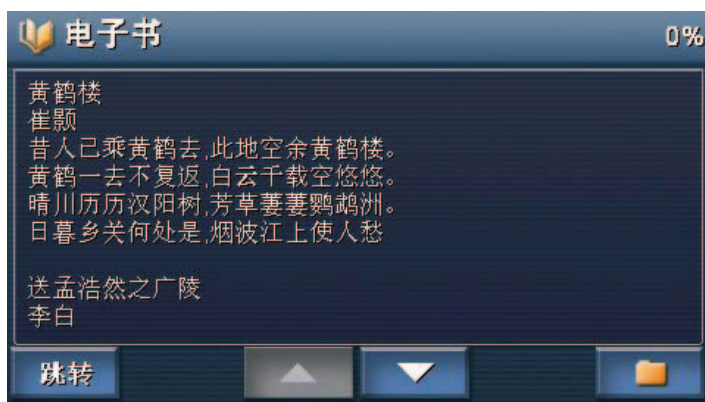 电子书
0%
黄鹤楼
崔颢
昔人已乘黄鹤去,此地空余黄鹤楼。
黄鹤一去不复返,白云千载空悠悠。
晴川历历汉阳树,芳草萋萋鹦鹉洲。
日暮乡关何处是,烟波江上使人愁
送孟浩然之广陵
李白
跳转